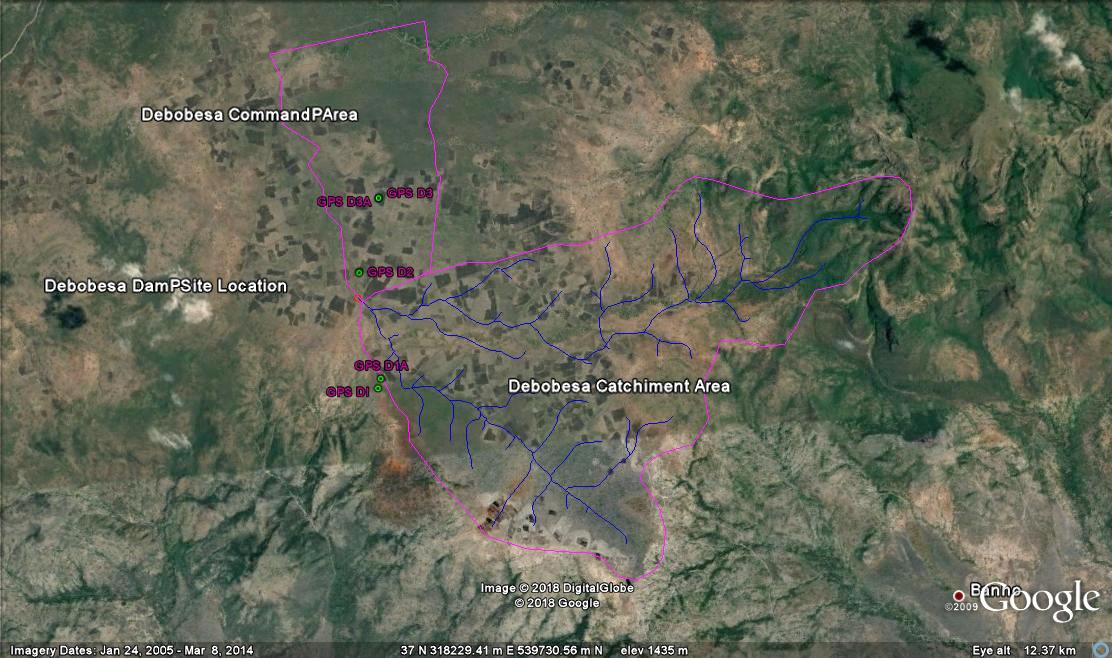 Debobesa CommandPArea
GPS D3A
GPS D3
GPS D2
Debobesa DamPSite Location
GPS D1A
GPS DI
Debobesa Catchiment Area
Image © 2018 DigitalGlobe
© 2018 Google
©2009
Google
Imagery Dates: Jan 24, 2005 - Mar 8, 2014
37 N 318229.41 m E 539730.56 m N
elev 1435 m
Eye alt 12.37 km